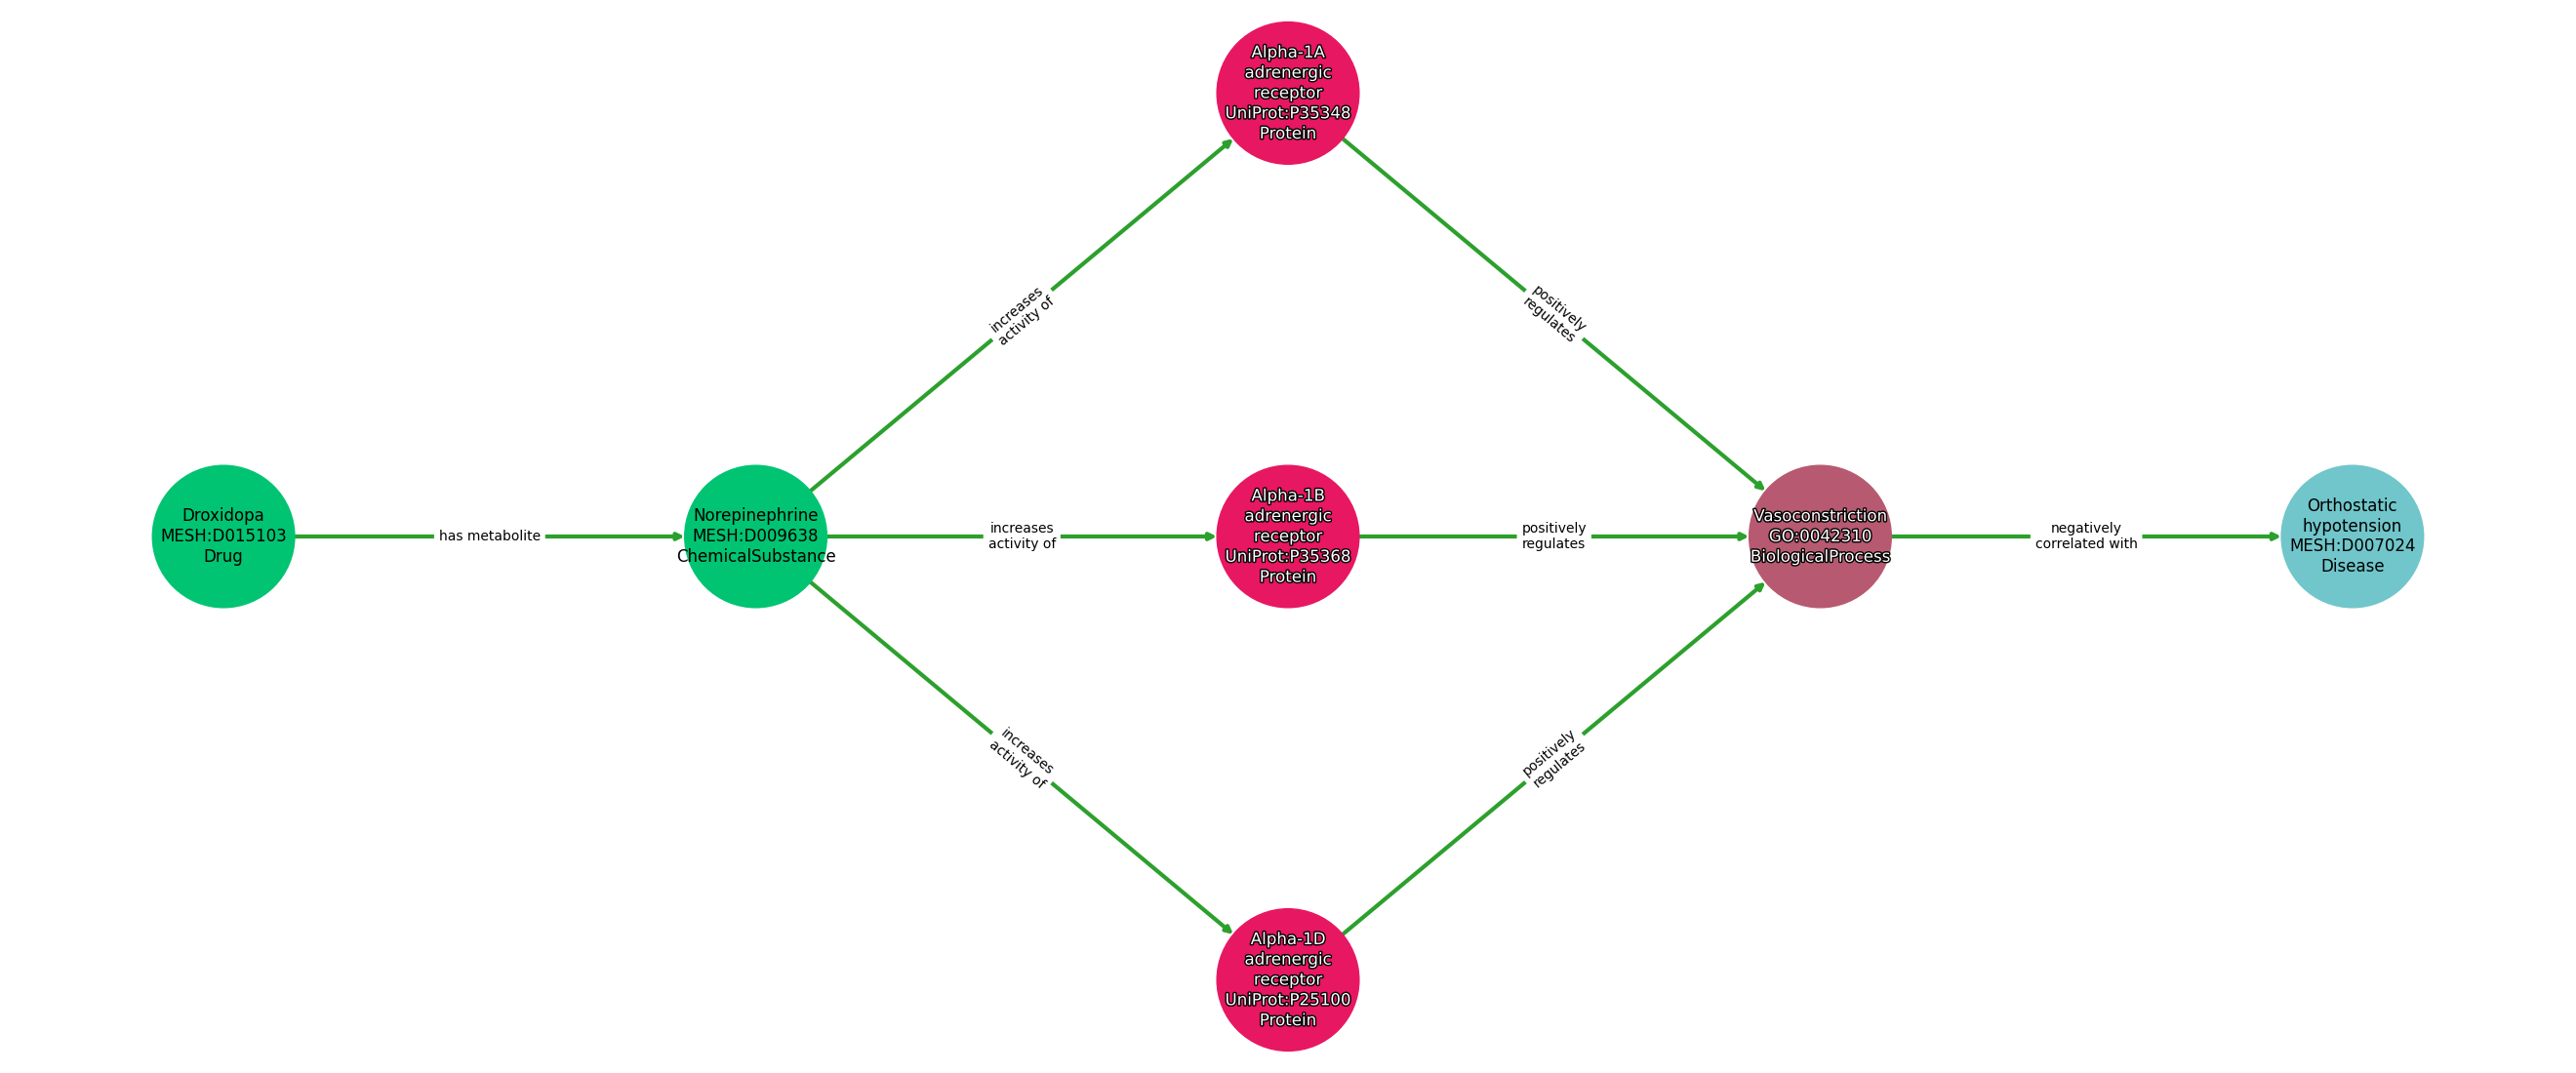 Alpha-1A
adrenergic
receptor
UniProt:P35348
Protein
increases
activity of
positively
regulates
Droxidopa
MESH:D015103
Drug
has metabolite
Norepinephrine
MESH:D009638
ChemicalSubstance
increases
activity of
Alpha-1B
adrenergic
receptor
UniProt:P35368
Protein
positively
regulates
Vasoconstriction
GO:0042310
BiologicalProcess
negatively
correlated with
Orthostatic
hypotension
MESH:D007024
Disease
increases
activity of
positively
regulates
Alpha-1D
adrenergic
receptor
UniProt:P25100
Protein